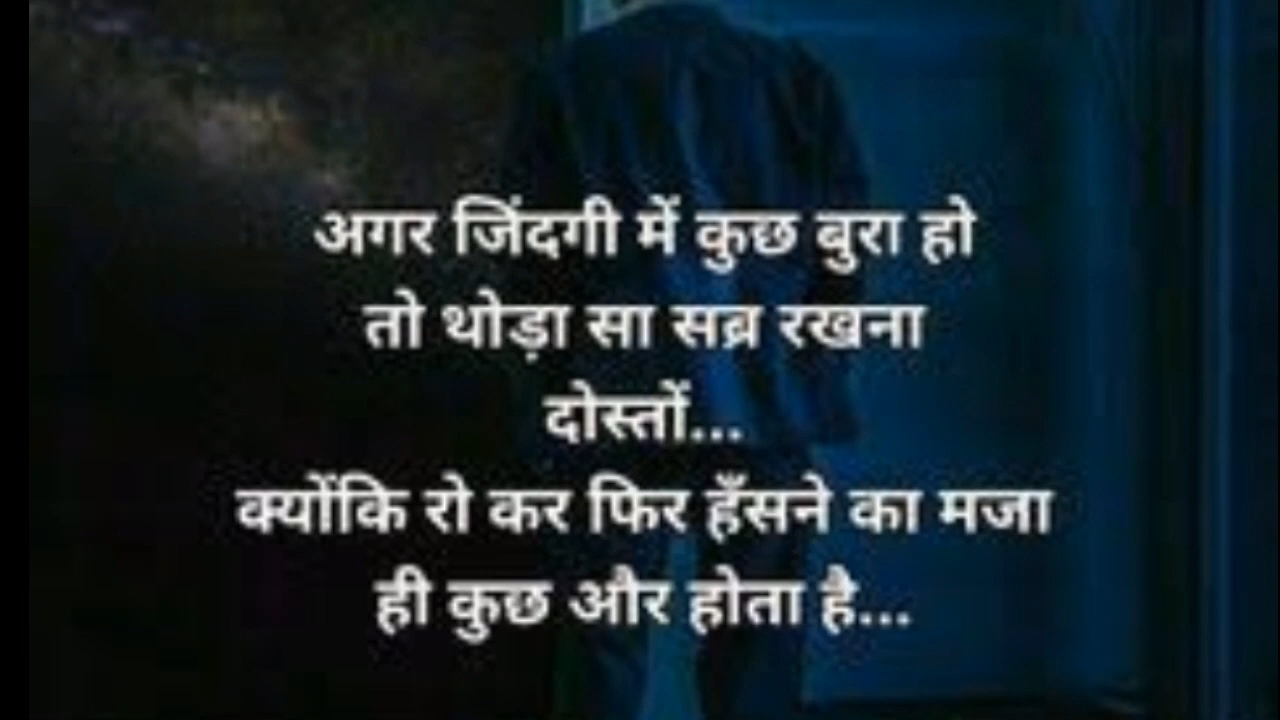 अगर जिंदगी में कुछ बुरा हो
तो थोड़ा सा सब्र रखना
दोस्तों...
क्योंकि रो कर फिर हँसने का मजा
ही कुछ और होता है...